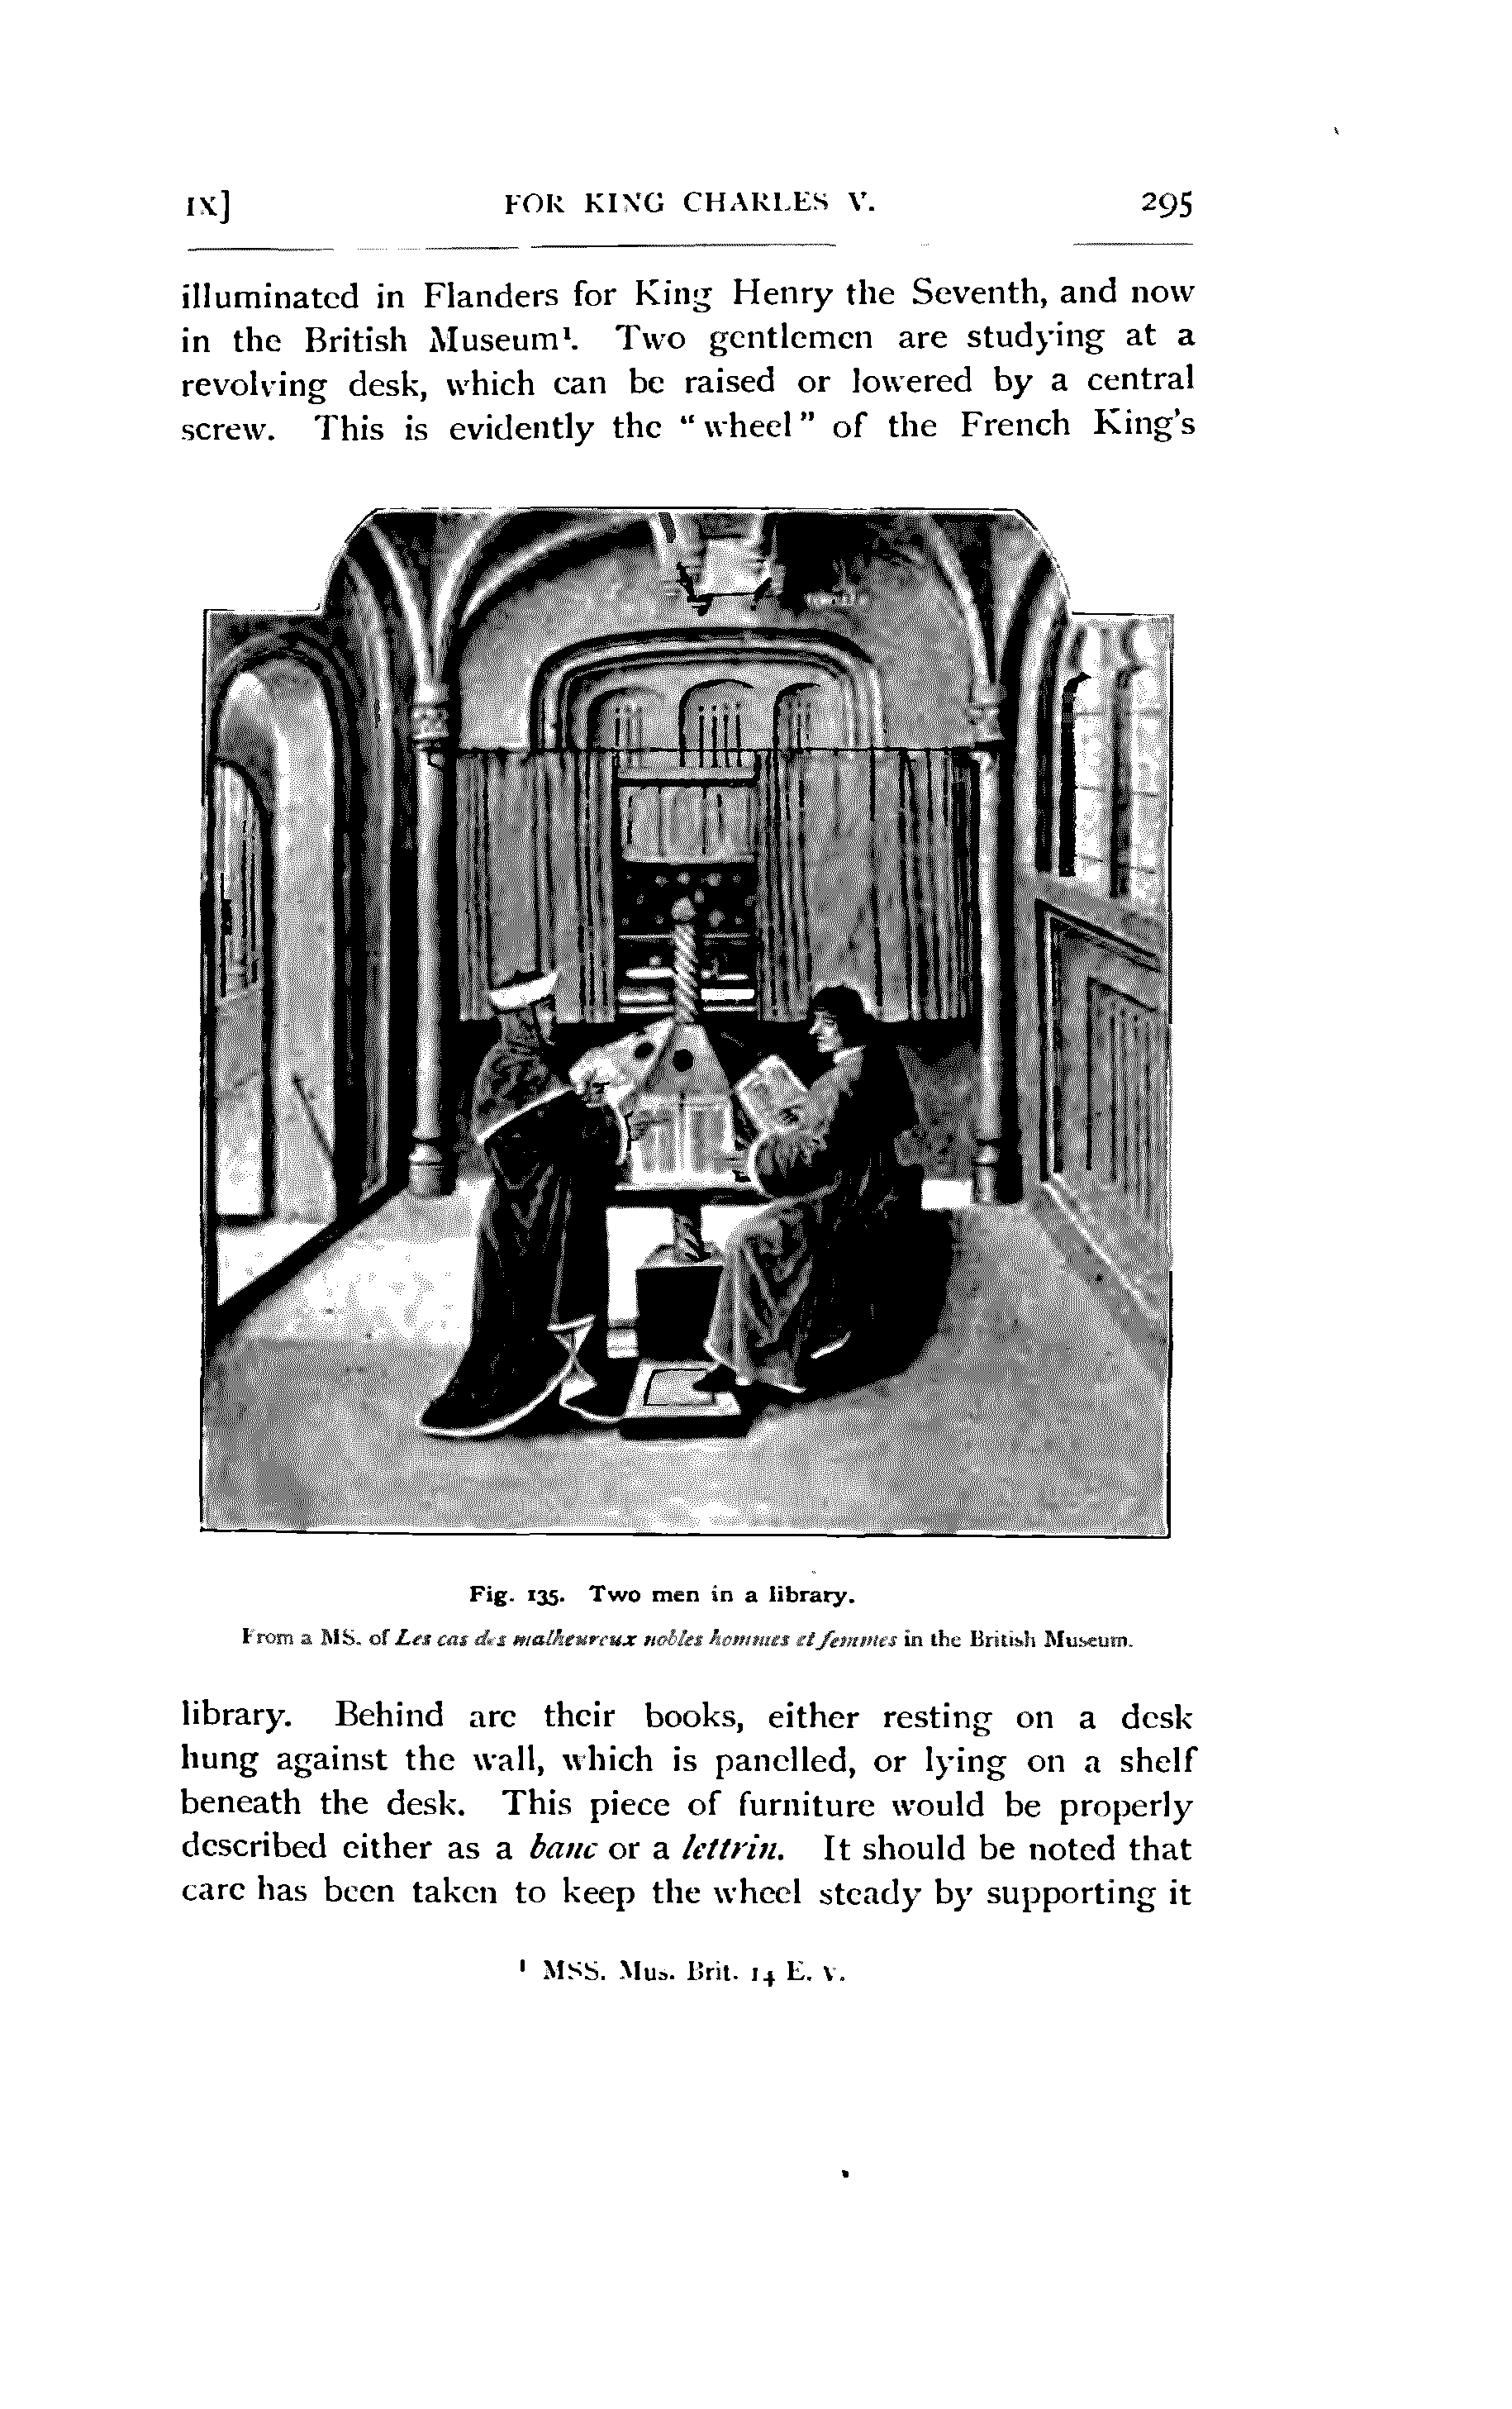 IX] FOR KING CHARLES V. 295
illuminated in Flanders for King Henry the Seventh, and now
in the British Museum¹. Two gentlemen are studying at a
revolving desk, which can be raised or lowered by a central
screw. This is evidently the “wheel” of the French King's
Fig. 135. Two men in a library.
From a MS. of Les cas des malheureux nobles hommes et femmes in the British Museum.
library. Behind are their books, either resting on a desk
hung against the wall, which is panelled, or lying on a shelf
beneath the desk. This piece of furniture would be properly
described either as a banc or a lettrin. It should be noted that
care has been taken to keep the wheel steady by supporting it
¹ MSS. Mus. Brit. 14 E. v.